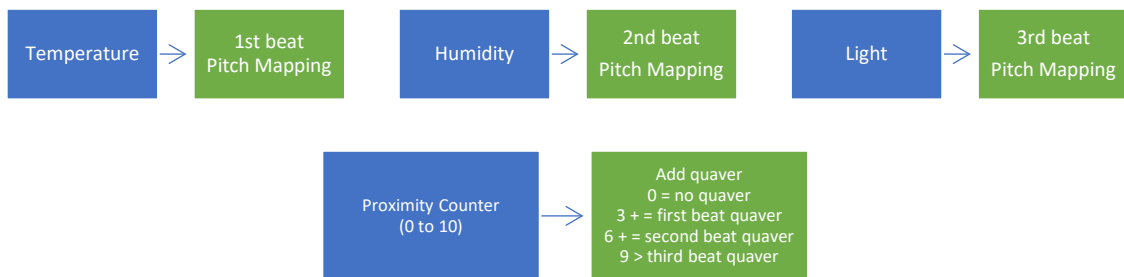 Temperature
1st beat
Pitch Mapping
Humidity
2nd beat
Pitch Mapping
Light
3rd beat
Pitch Mapping
Proximity Counter
(0 to 10)
Add quaver
0 = no quaver
3 + = first beat quaver
6 + = second beat quaver
9 > third beat quaver